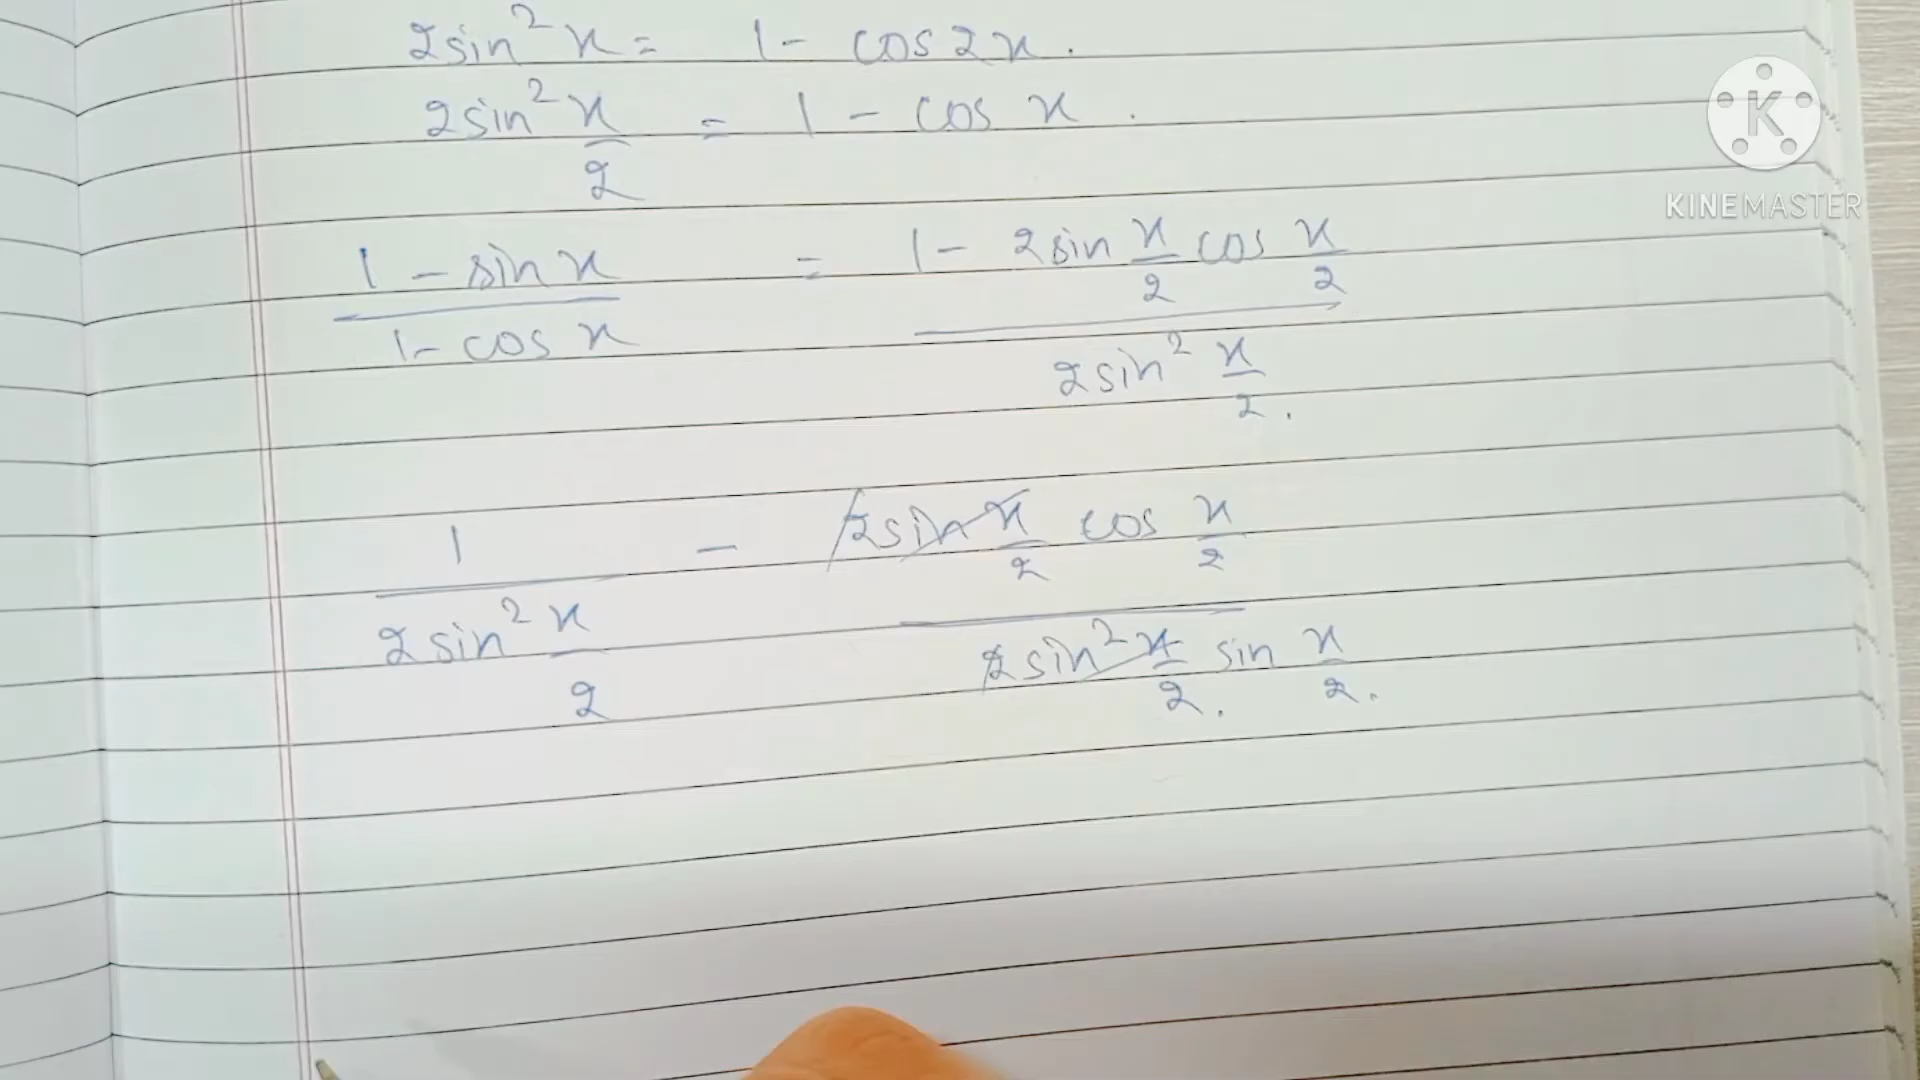 2sin²x = 1 - cos2x.
2sin² x/2 = 1 - cos x.
K
KINEMASTER
(1 - sin x)/(1 - cos x) = (1 - 2sin x/2 cos x/2)/(2sin² x/2.)
1/(2sin² x/2) - (2sin x/2 cos x/2)/(2sin² x/2. sin x/2.)